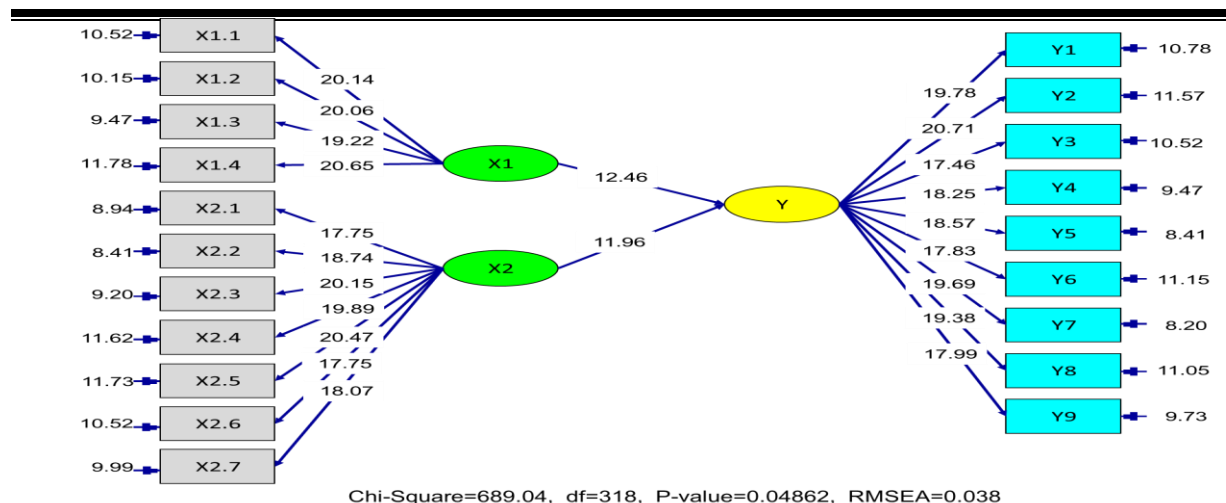 10.52 X1.1
10.15 X1.2
9.47 X1.3
11.78 X1.4
8.94 X2.1
8.41 X2.2
9.20 X2.3
11.62 X2.4
11.73 X2.5
10.52 X2.6
9.99 X2.7
20.14
20.06
19.22
20.65
17.75
18.74
20.15
19.89
20.47
17.75
18.07
X1
X2
12.46
11.96
Y
19.78
20.71
17.46
18.25
18.57
17.83
19.69
19.38
17.99
Y1 10.78
Y2 11.57
Y3 10.52
Y4 9.47
Y5 8.41
Y6 11.15
Y7 8.20
Y8 11.05
Y9 9.73
Chi-Square=689.04, df=318, P-value=0.04862, RMSEA=0.038